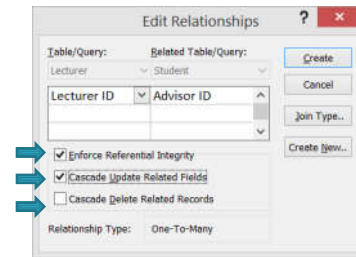 Edit Relationships
? ×
Table/Query: Related Table/Query:
Lecturer Student
Create
Lecturer ID Advisor ID
Cancel
Join Type..
Enforce Referential Integrity
Create New..
Cascade Update Related Fields
Cascade Delete Related Records
Relationship Type: One-To-Many